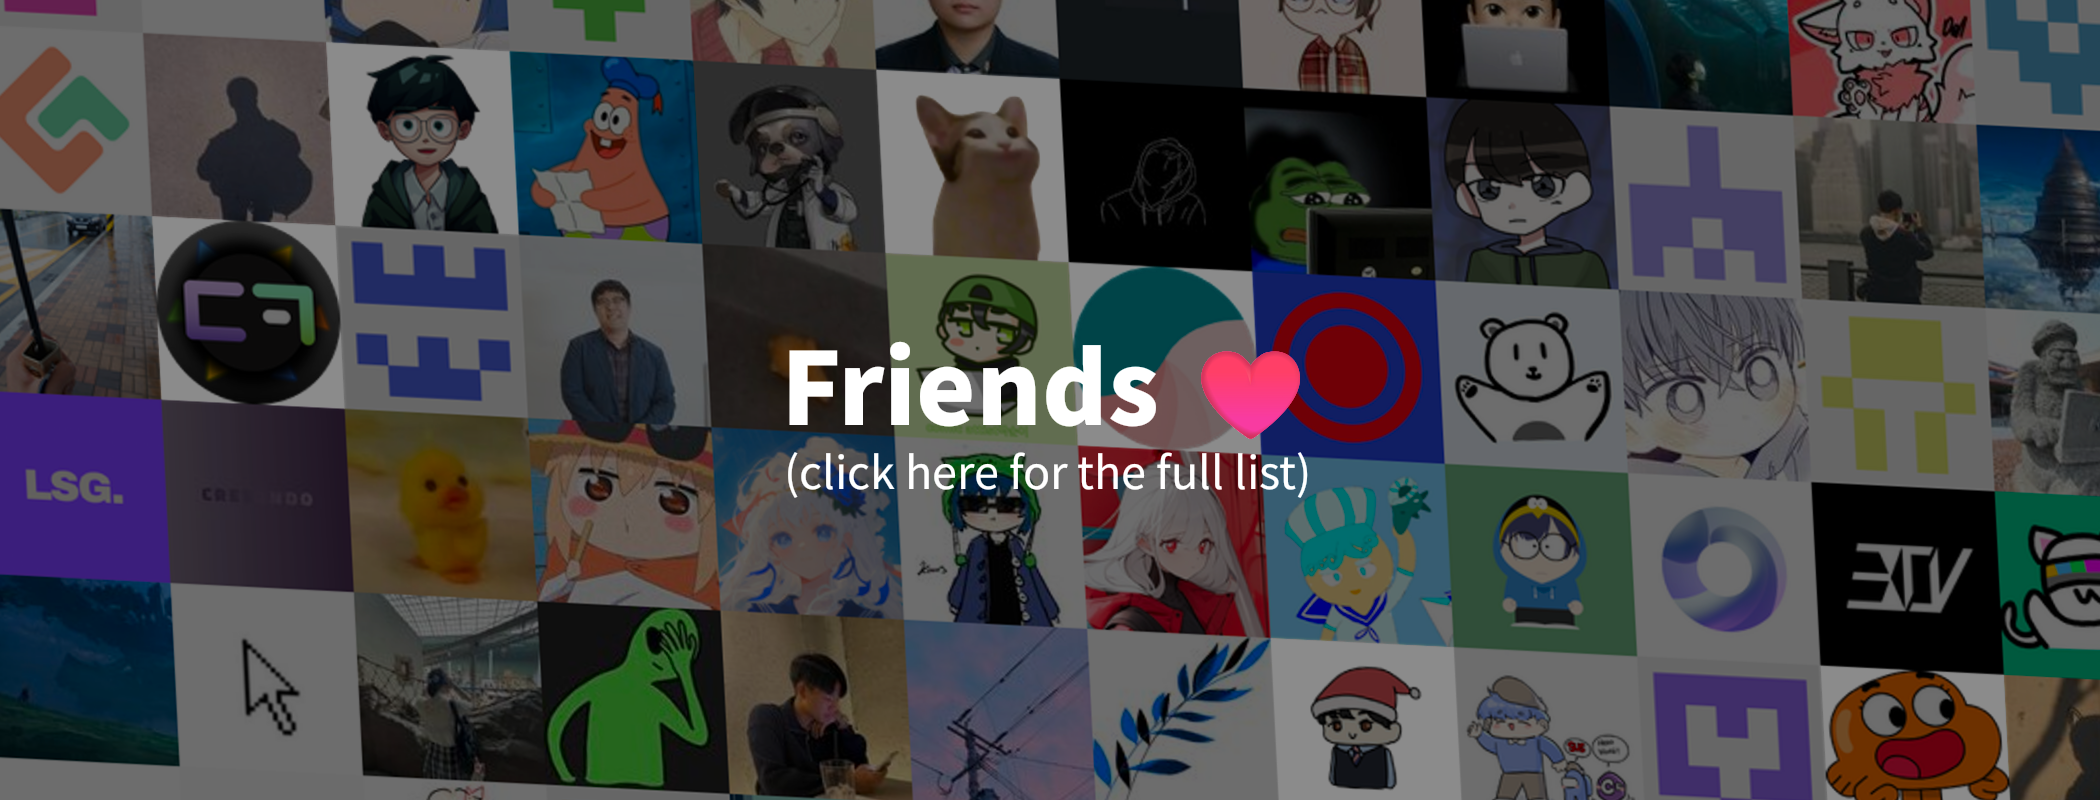 Friends ❤
(click here for the full list)
LSG.